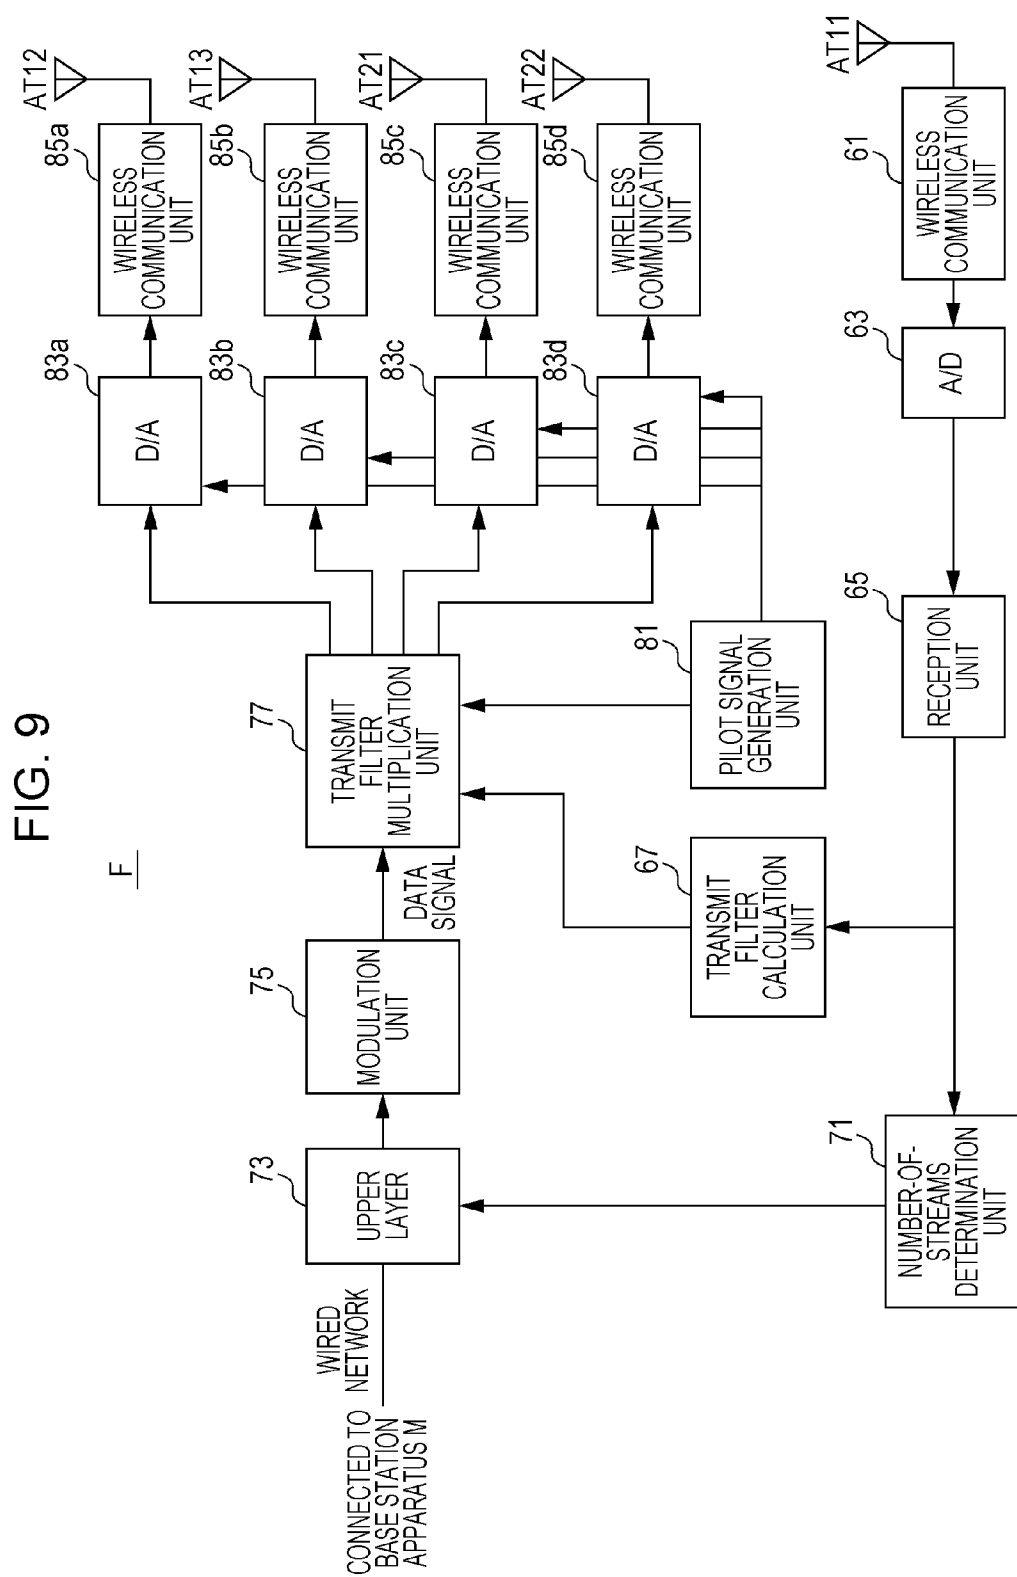 FIG. 9
F
CONNECTED TO
BASE STATION
APPARATUS M
WIRED
NETWORK
73
UPPER
LAYER
75
MODULATION
UNIT
DATA
SIGNAL
77
TRANSMIT
FILTER
MULTIPLICATION
UNIT
83a
D/A
85a
WIRELESS
COMMUNICATION
UNIT
AT12
83b
D/A
85b
WIRELESS
COMMUNICATION
UNIT
AT13
83c
D/A
85c
WIRELESS
COMMUNICATION
UNIT
AT21
83d
D/A
85d
WIRELESS
COMMUNICATION
UNIT
AT22
67
TRANSMIT
FILTER
CALCULATION
UNIT
81
PILOT SIGNAL
GENERATION
UNIT
71
NUMBER-OF-
STREAMS
DETERMINATION
UNIT
65
RECEPTION
UNIT
63
A/D
61
WIRELESS
COMMUNICATION
UNIT
AT11